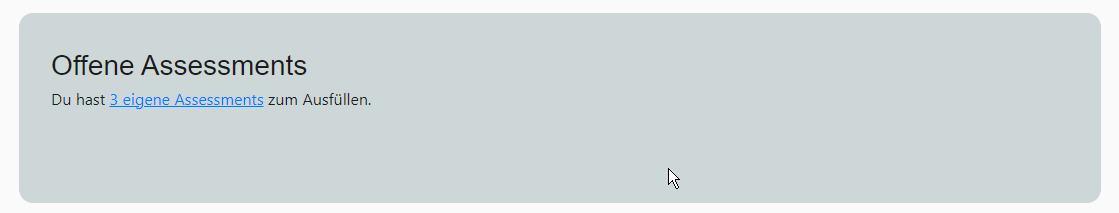 Offene Assessments
Du hast 3 eigene Assessments zum Ausfüllen.